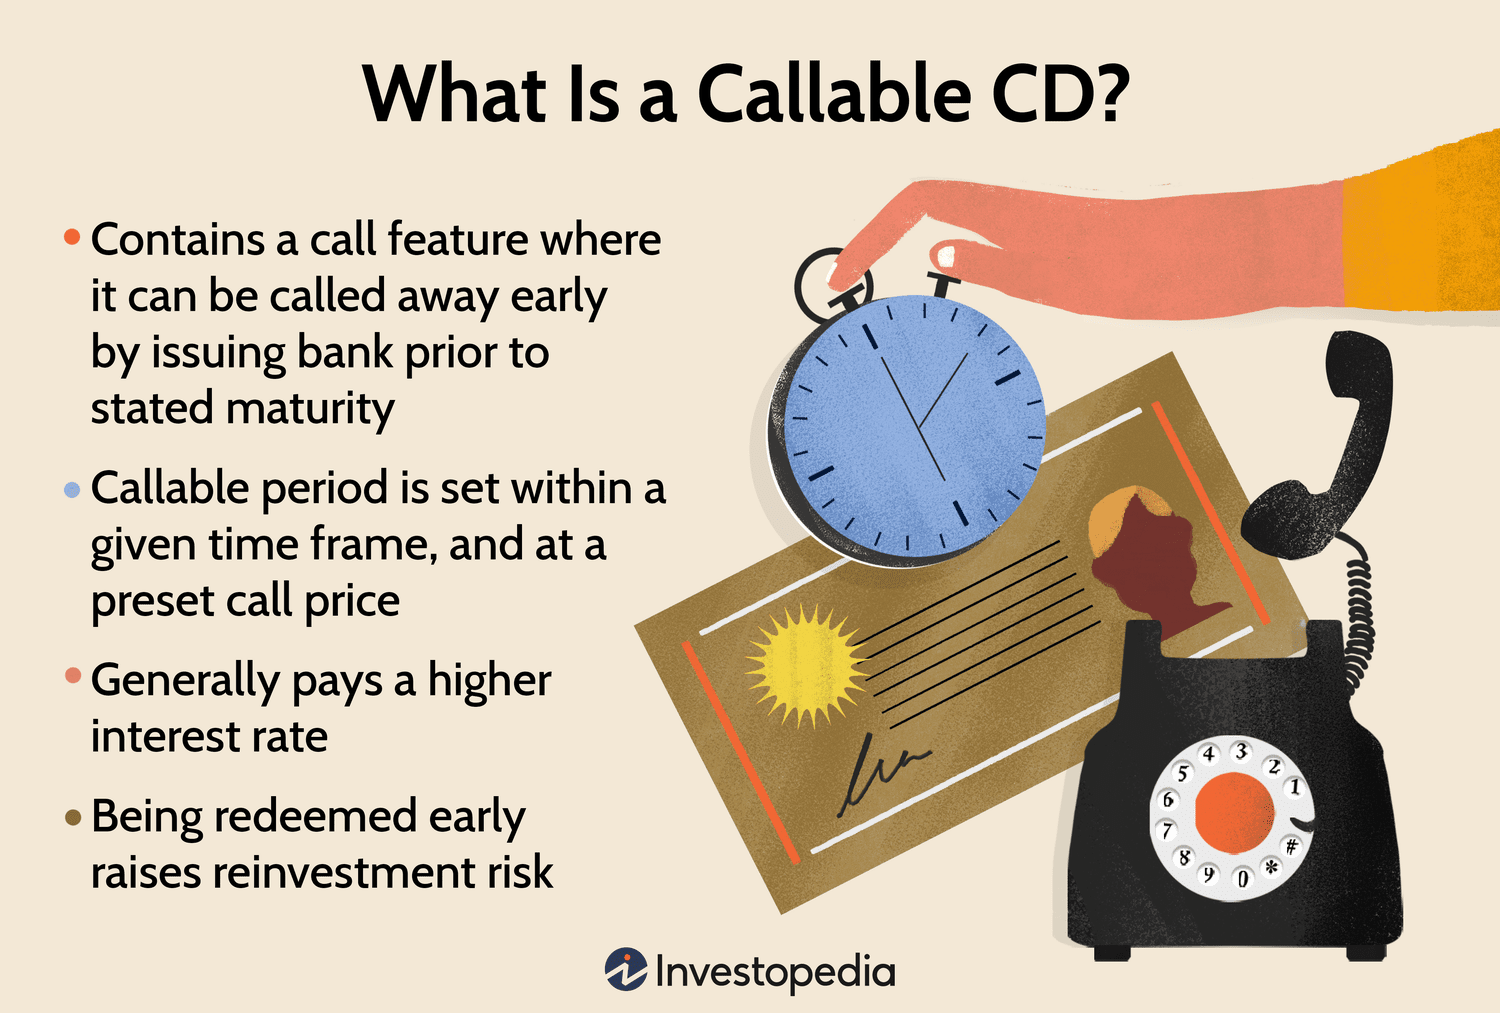 What Is a Callable CD?
Contains a call feature where
it can be called away early
by issuing bank prior to
stated maturity
Callable period is set within a
given time frame, and at a
preset call price
Generally pays a higher
interest rate
Being redeemed early
raises reinvestment risk
1
2
3
4
5
6
7
8
9
0
*
#
Investopedia